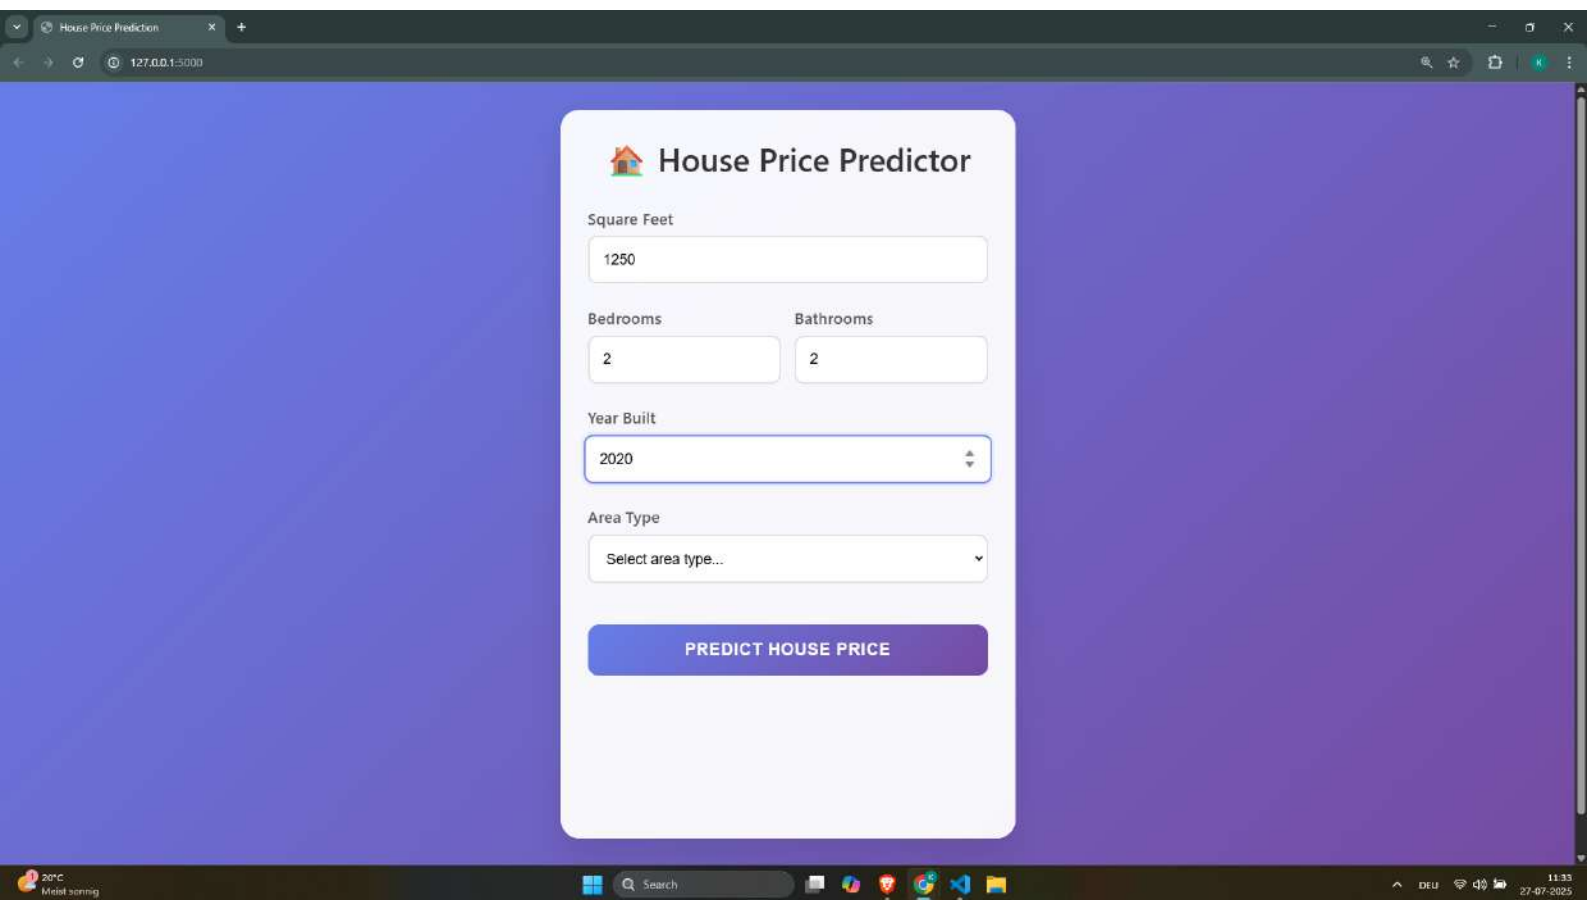 House Price Prediction
127.0.0.1:5000
K
House Price Predictor
Square Feet
1250
Bedrooms Bathrooms
2 2
Year Built
2020
Area Type
Select area type...
PREDICT HOUSE PRICE
1
20°C
Meist sonnig
Search
DEU
11:33
27-07-2025